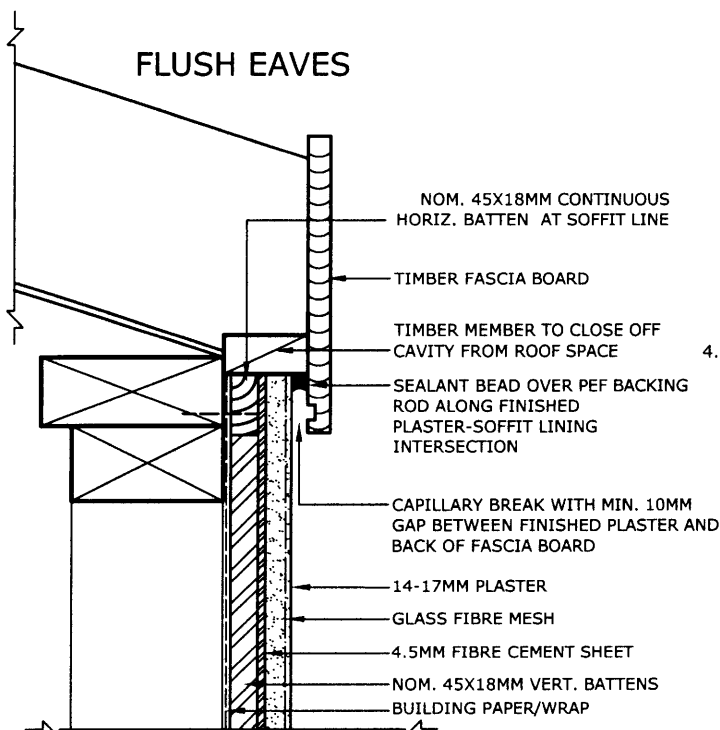 FLUSH EAVES
NOM. 45X18MM CONTINUOUS
HORIZ. BATTEN AT SOFFIT LINE
TIMBER FASCIA BOARD
TIMBER MEMBER TO CLOSE OFF
CAVITY FROM ROOF SPACE
4.
SEALANT BEAD OVER PEF BACKING
ROD ALONG FINISHED
PLASTER-SOFFIT LINING
INTERSECTION
CAPILLARY BREAK WITH MIN. 10MM
GAP BETWEEN FINISHED PLASTER AND
BACK OF FASCIA BOARD
14-17MM PLASTER
GLASS FIBRE MESH
4.5MM FIBRE CEMENT SHEET
NOM. 45X18MM VERT. BATTENS
BUILDING PAPER/WRAP